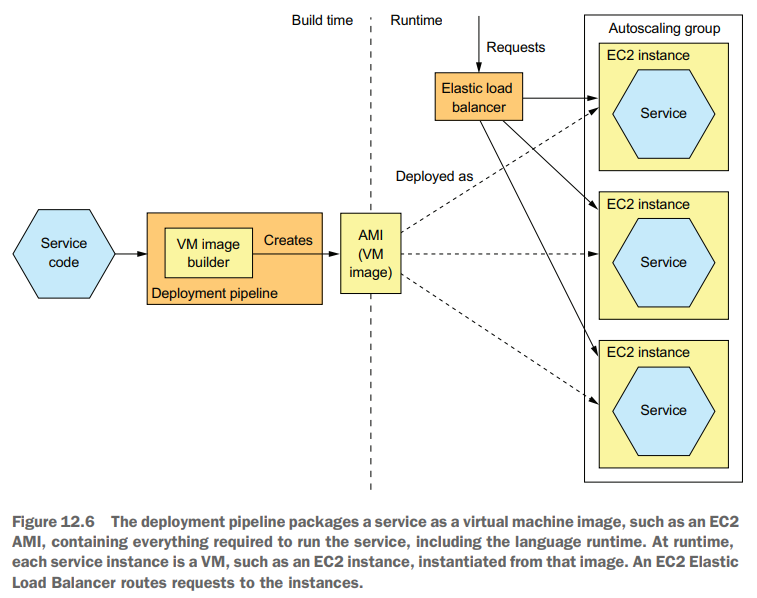 Build time
Runtime
Requests
Autoscaling group
EC2 instance
Service
Elastic load
balancer
Deployed as
EC2 instance
Service
Service
code
VM image
builder
Creates
Deployment pipeline
AMI
(VM
image)
EC2 instance
Service
Figure 12.6 The deployment pipeline packages a service as a virtual machine image, such as an EC2
AMI, containing everything required to run the service, including the language runtime. At runtime,
each service instance is a VM, such as an EC2 instance, instantiated from that image. An EC2 Elastic
Load Balancer routes requests to the instances.